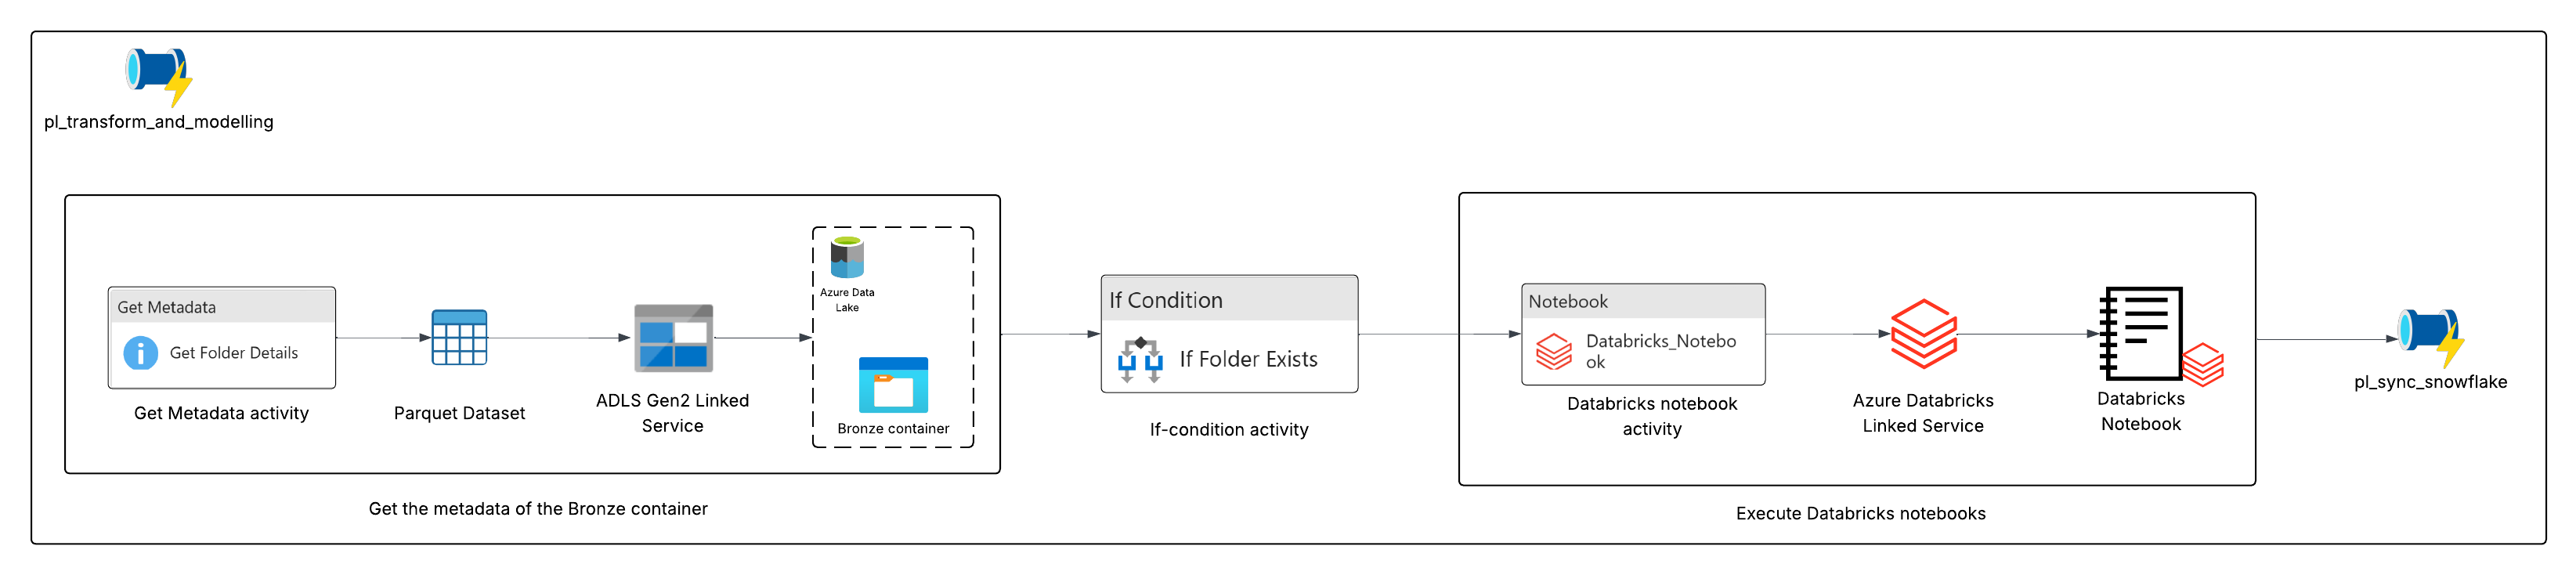 pl_transform_and_modelling
Get Metadata
Get Folder Details
Get Metadata activity
Parquet Dataset
ADLS Gen2 Linked
Service
Azure Data
Lake
Bronze container
Get the metadata of the Bronze container
If Condition
If Folder Exists
If-condition activity
Notebook
Databricks_Notebo
ok
Databricks notebook
activity
Azure Databricks
Linked Service
Databricks
Notebook
Execute Databricks notebooks
pl_sync_snowflake